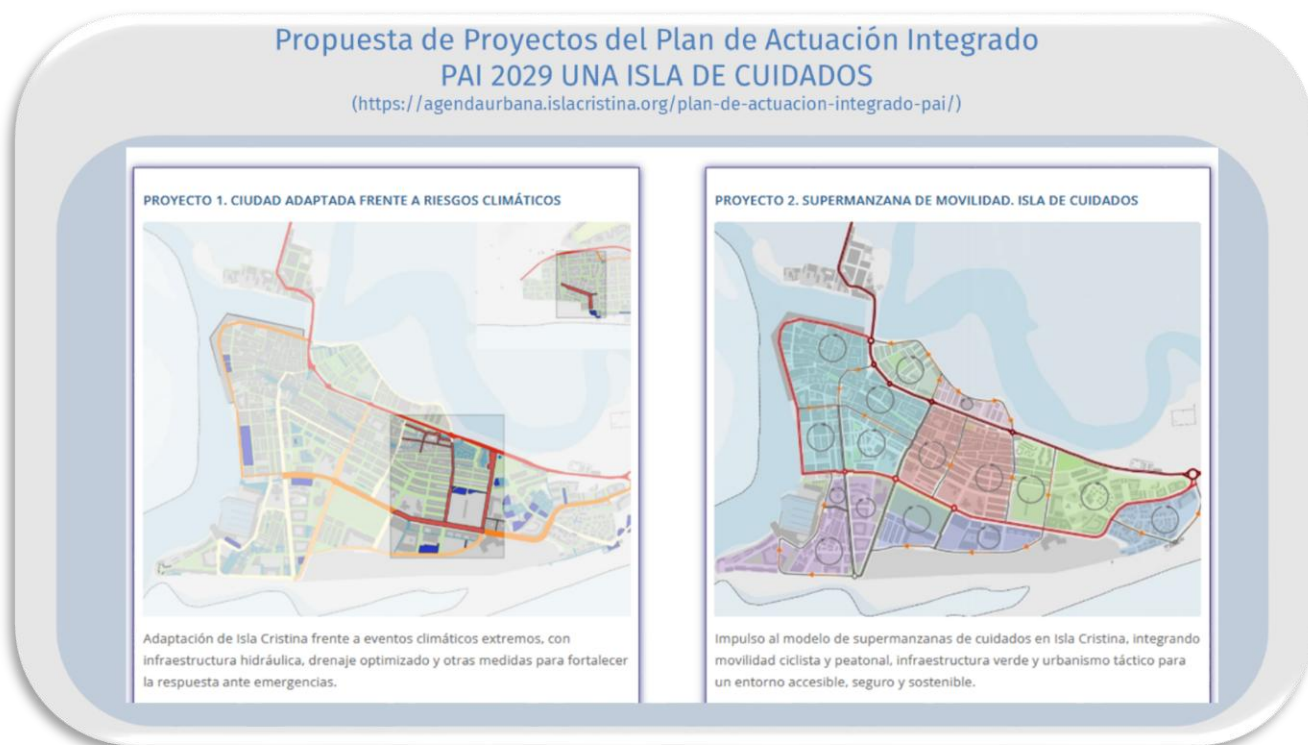 Propuesta de Proyectos del Plan de Actuación Integrado
PAI 2029 UNA ISLA DE CUIDADOS
(https://agendaurbana.islacristina.org/plan-de-actuacion-integrado-pai/)
PROYECTO 1. CIUDAD ADAPTADA FRENTE A RIESGOS CLIMÁTICOS
Adaptación de Isla Cristina frente a eventos climáticos extremos, con
infraestructura hidráulica, drenaje optimizado y otras medidas para fortalecer
la respuesta ante emergencias.
PROYECTO 2. SUPERMANZANA DE MOVILIDAD. ISLA DE CUIDADOS
Impulso al modelo de supermanzanas de cuidados en Isla Cristina, integrando
movilidad ciclista y peatonal, infraestructura verde y urbanismo táctico para
un entorno accesible, seguro y sostenible.